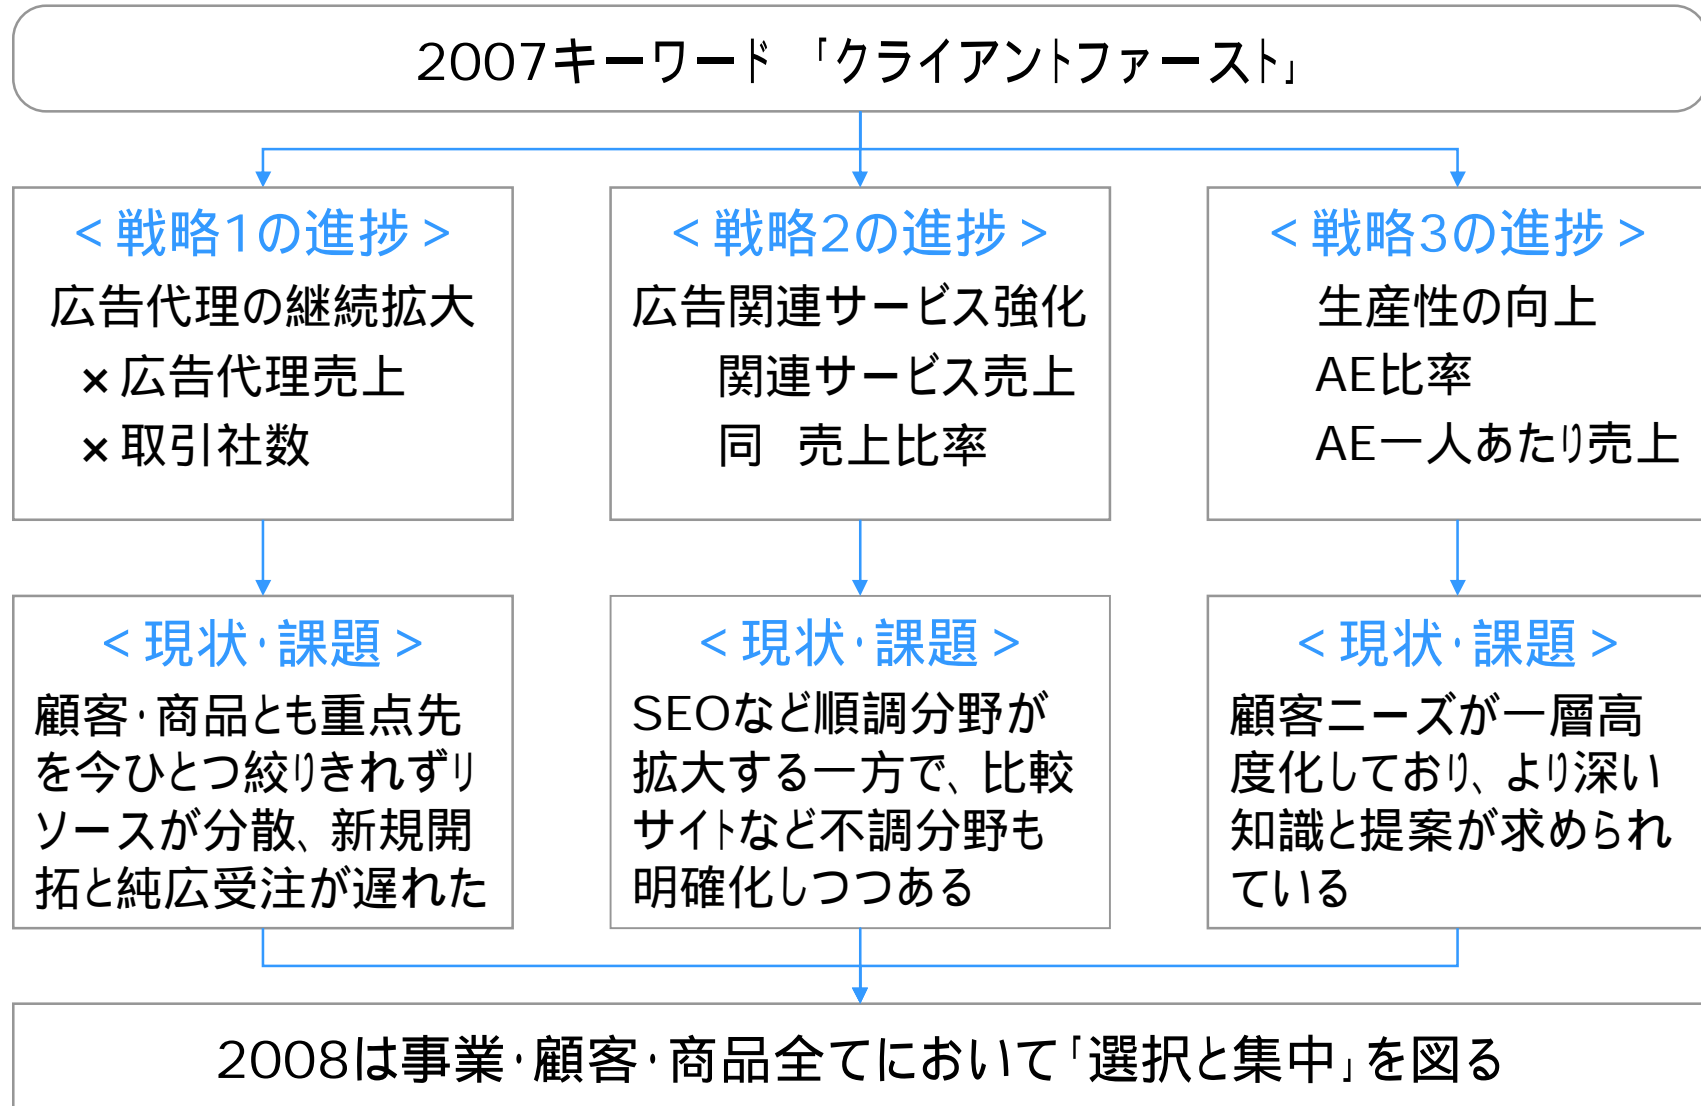 2007キーワード 「クライアントファースト」
＜戦略1の進捗＞
広告代理の継続拡大
×広告代理売上
×取引社数
＜戦略2の進捗＞
広告関連サービス強化
関連サービス売上
同 売上比率
＜戦略3の進捗＞
生産性の向上
AE比率
AE一人あたり売上
＜現状・課題＞
顧客・商品とも重点先
を今ひとつ絞りきれずリ
ソースが分散、新規開
拓と純広受注が遅れた
＜現状・課題＞
SEOなど順調分野が
拡大する一方で、比較
サイトなど不調分野も
明確化しつつある
＜現状・課題＞
顧客ニーズが一層高
度化しており、より深い
知識と提案が求められ
ている
2008は事業・顧客・商品全てにおいて「選択と集中」を図る